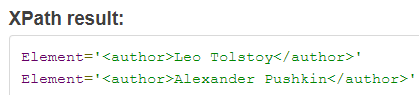 XPath result:
Element='<author>Leo Tolstoy</author>'
Element='<author>Alexander Pushkin</author>'